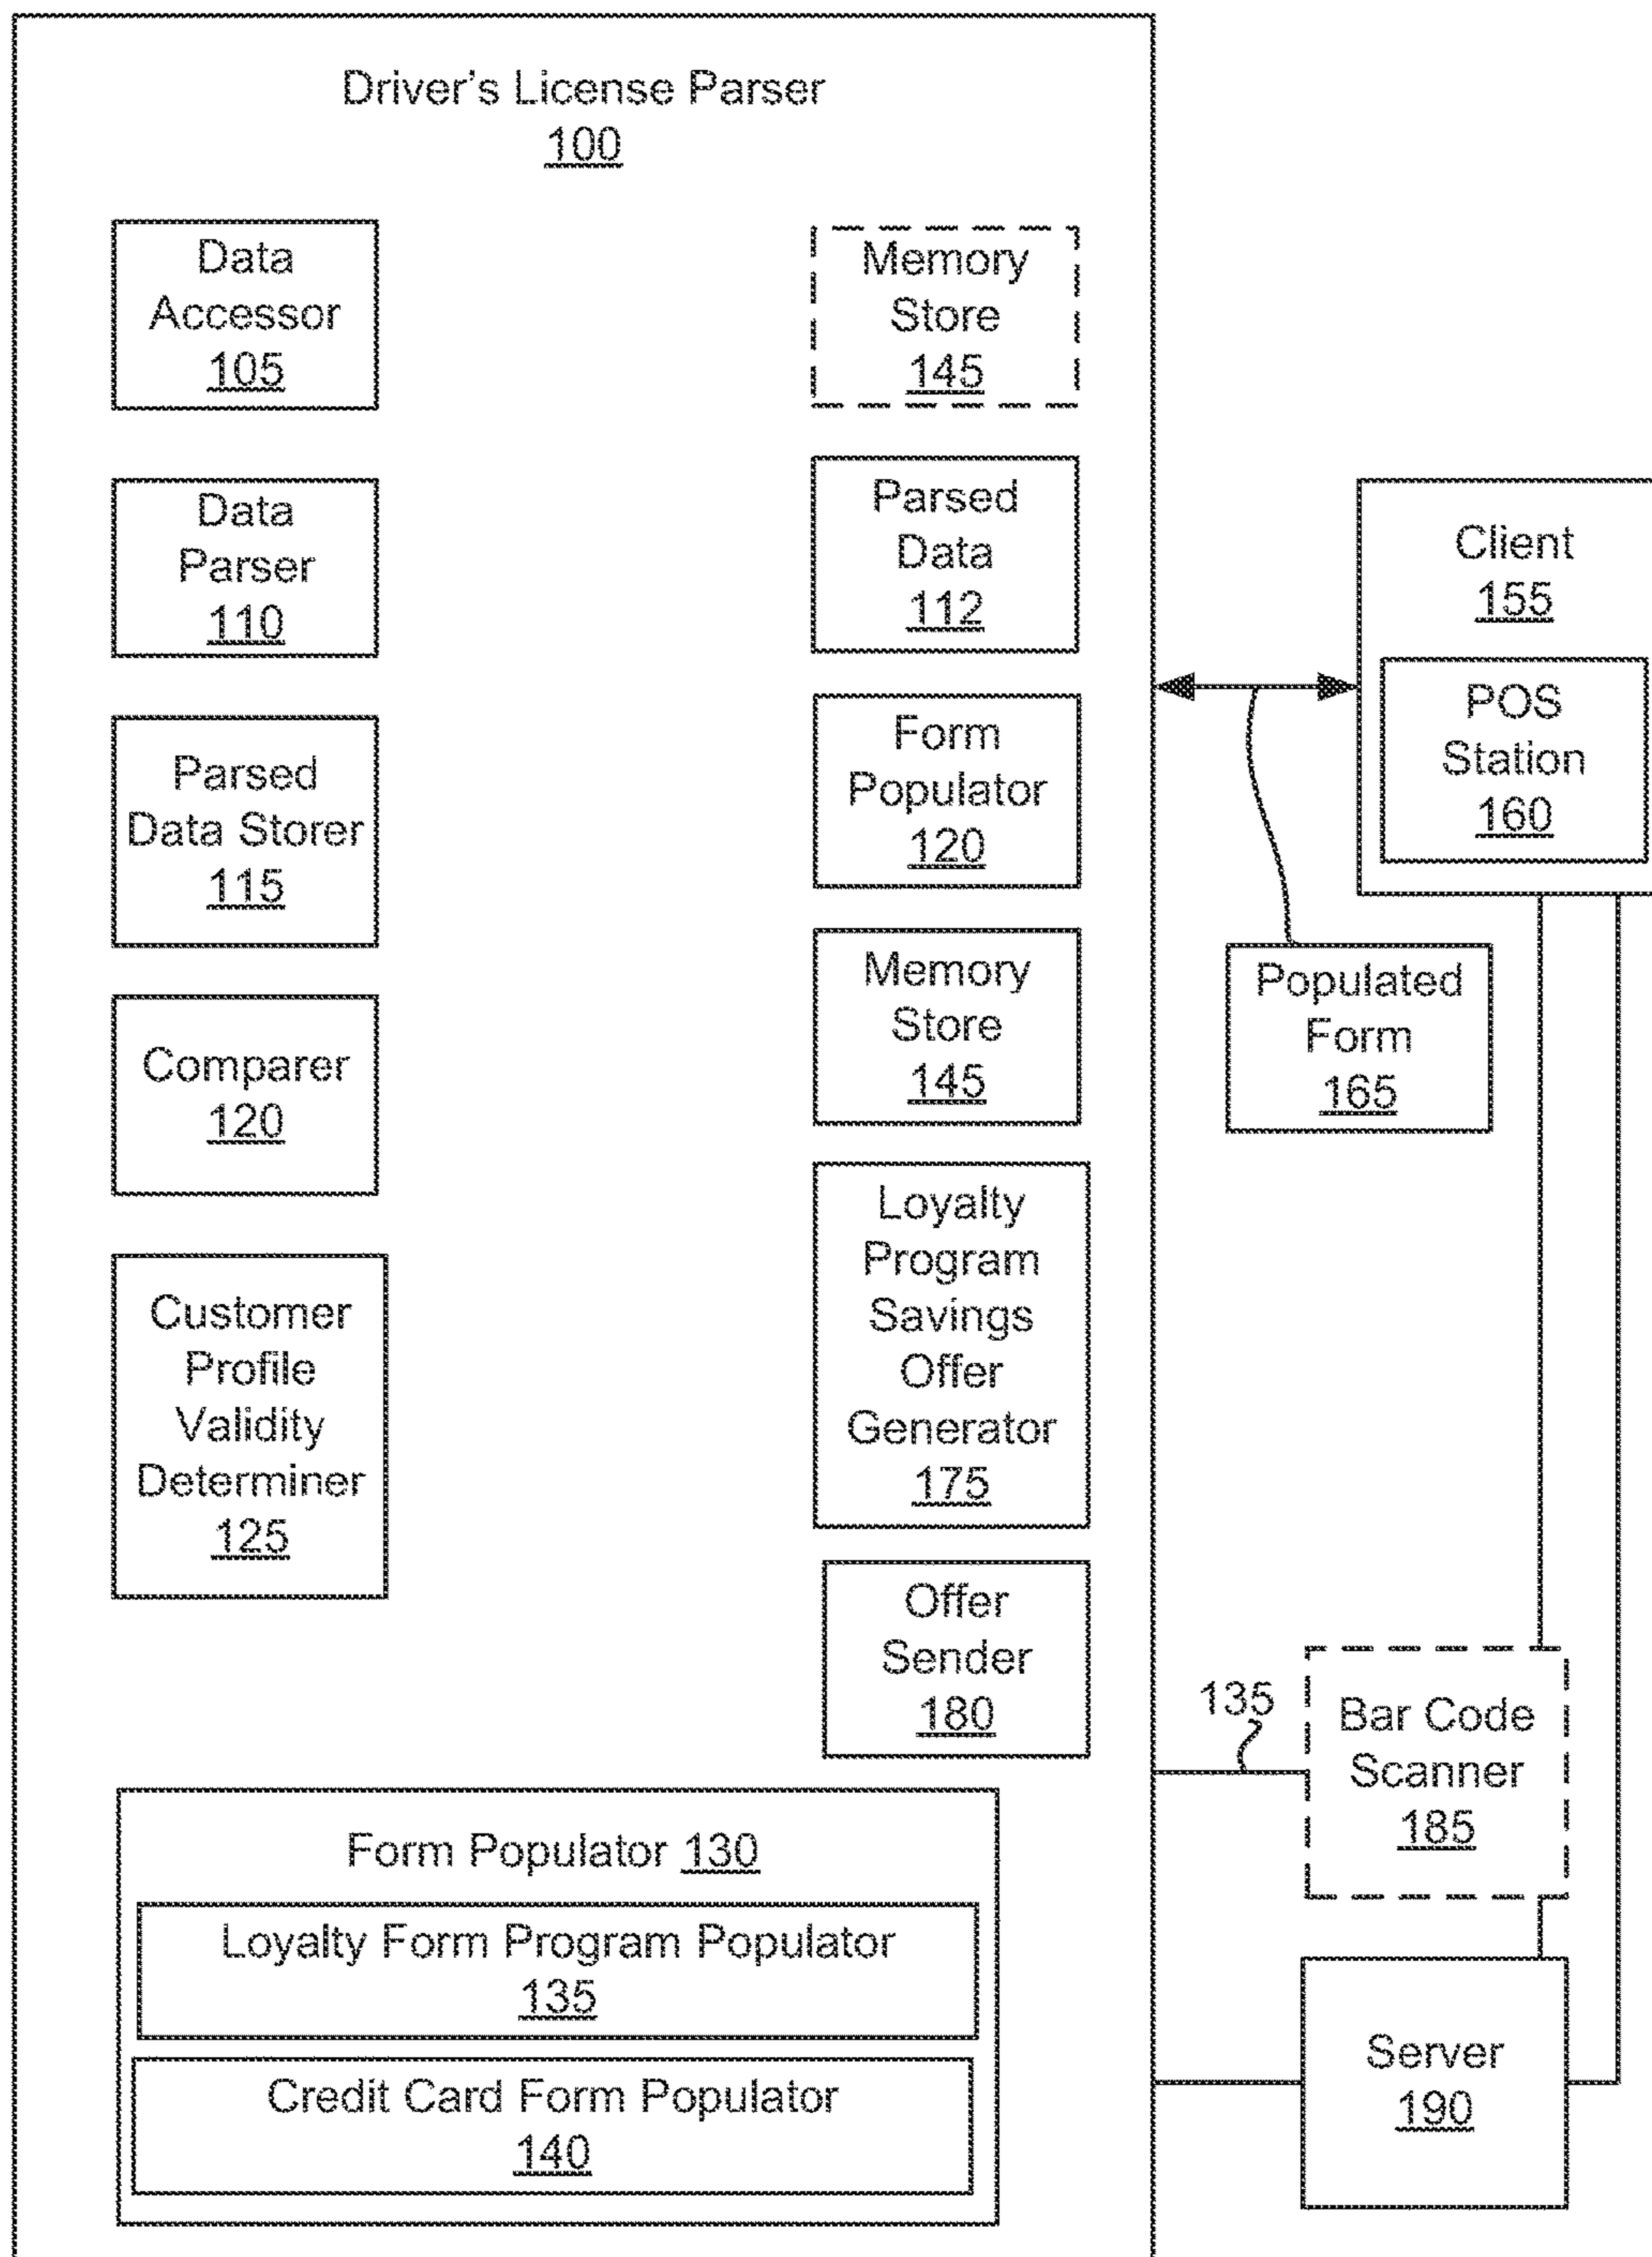 Driver's License Parser
100
Data
Accessor
105
Memory
Store
145
Data
Parser
110
Parsed
Data
112
Client
155
POS
Station
160
Parsed
Data Storer
115
Form
Populator
120
Populated
Form
165
Comparer
120
Memory
Store
145
Customer
Profile
Validity
Determiner
125
Loyalty
Program
Savings
Offer
Generator
175
Offer
Sender
180
135
Bar Code
Scanner
185
Form Populator 130
Loyalty Form Program Populator
135
Credit Card Form Populator
140
Server
190